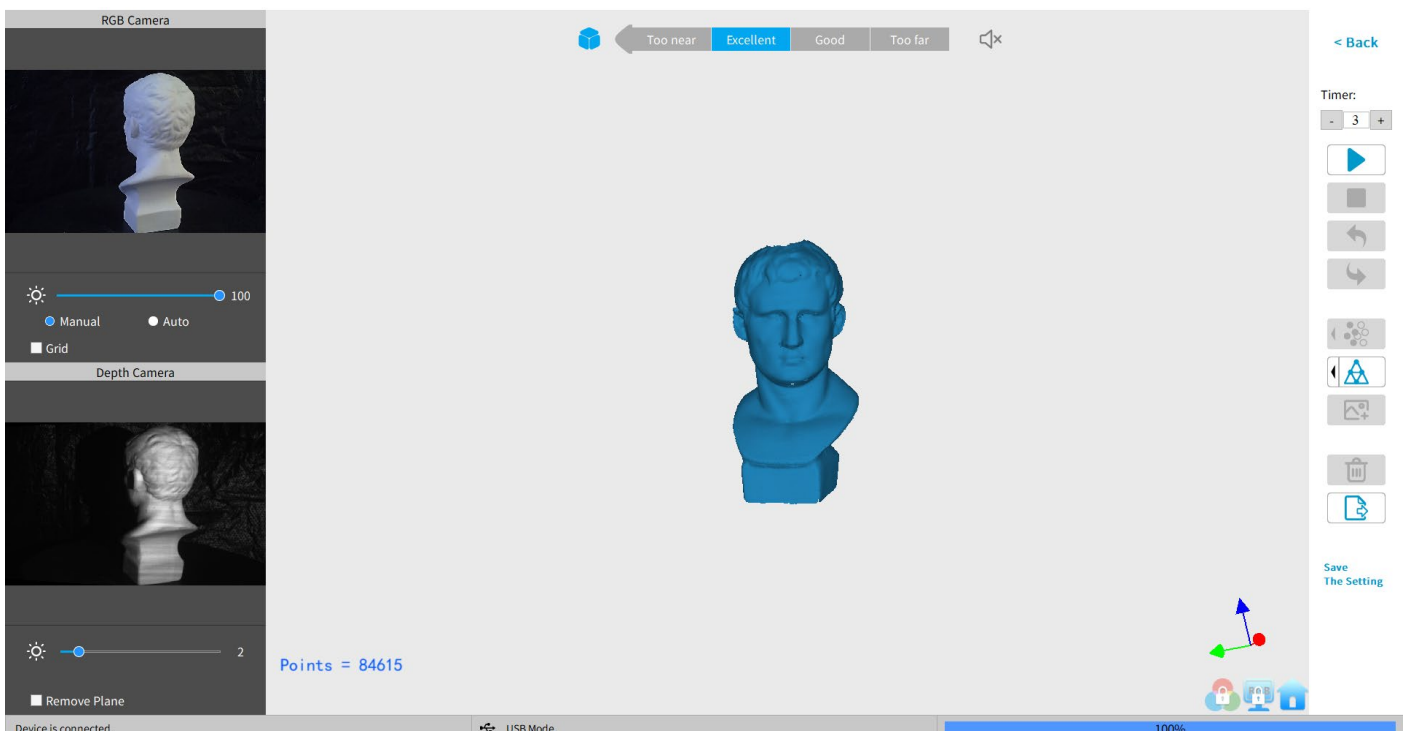 RGB Camera
Too near
Excellent
Good
Too far
< Back
Timer:
- 3 +
100
Manual
Auto
Grid
Depth Camera
2
Remove Plane
Points = 84615
Save
The Setting
RGB
Device is connected
USB Mode
100%